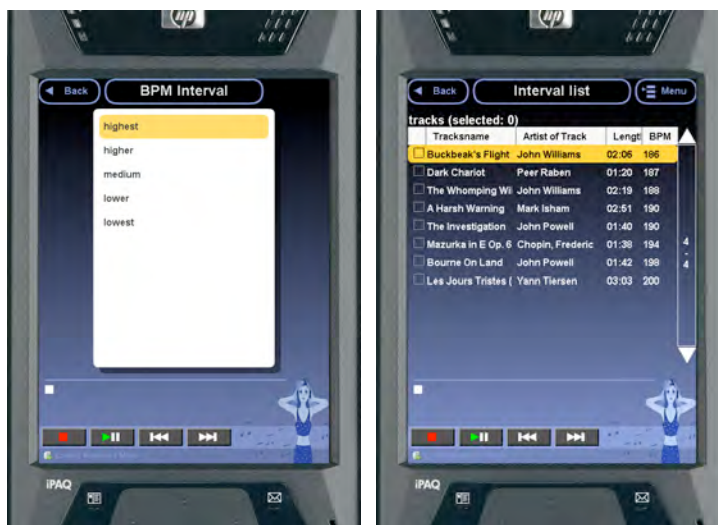 hp
Back
BPM Interval
highest
higher
medium
lower
lowest
iPAQ
hp
Back
Interval list
Menu
tracks (selected: 0)
Tracksname Artist of Track Lengt BPM
Buckbeak's Flight John Williams 02:06 186
Dark Chariot Peer Raben 01:20 187
The Whomping Wi John Williams 02:19 188
A Harsh Warning Mark Isham 02:51 190
The Investigation John Powell 01:40 190
Mazurka in E Op. 6 Chopin, Frederic 01:38 194
Bourne On Land John Powell 01:42 198
Les Jours Tristes ( Yann Tiersen 03:03 200
4
-
4
iPAQ